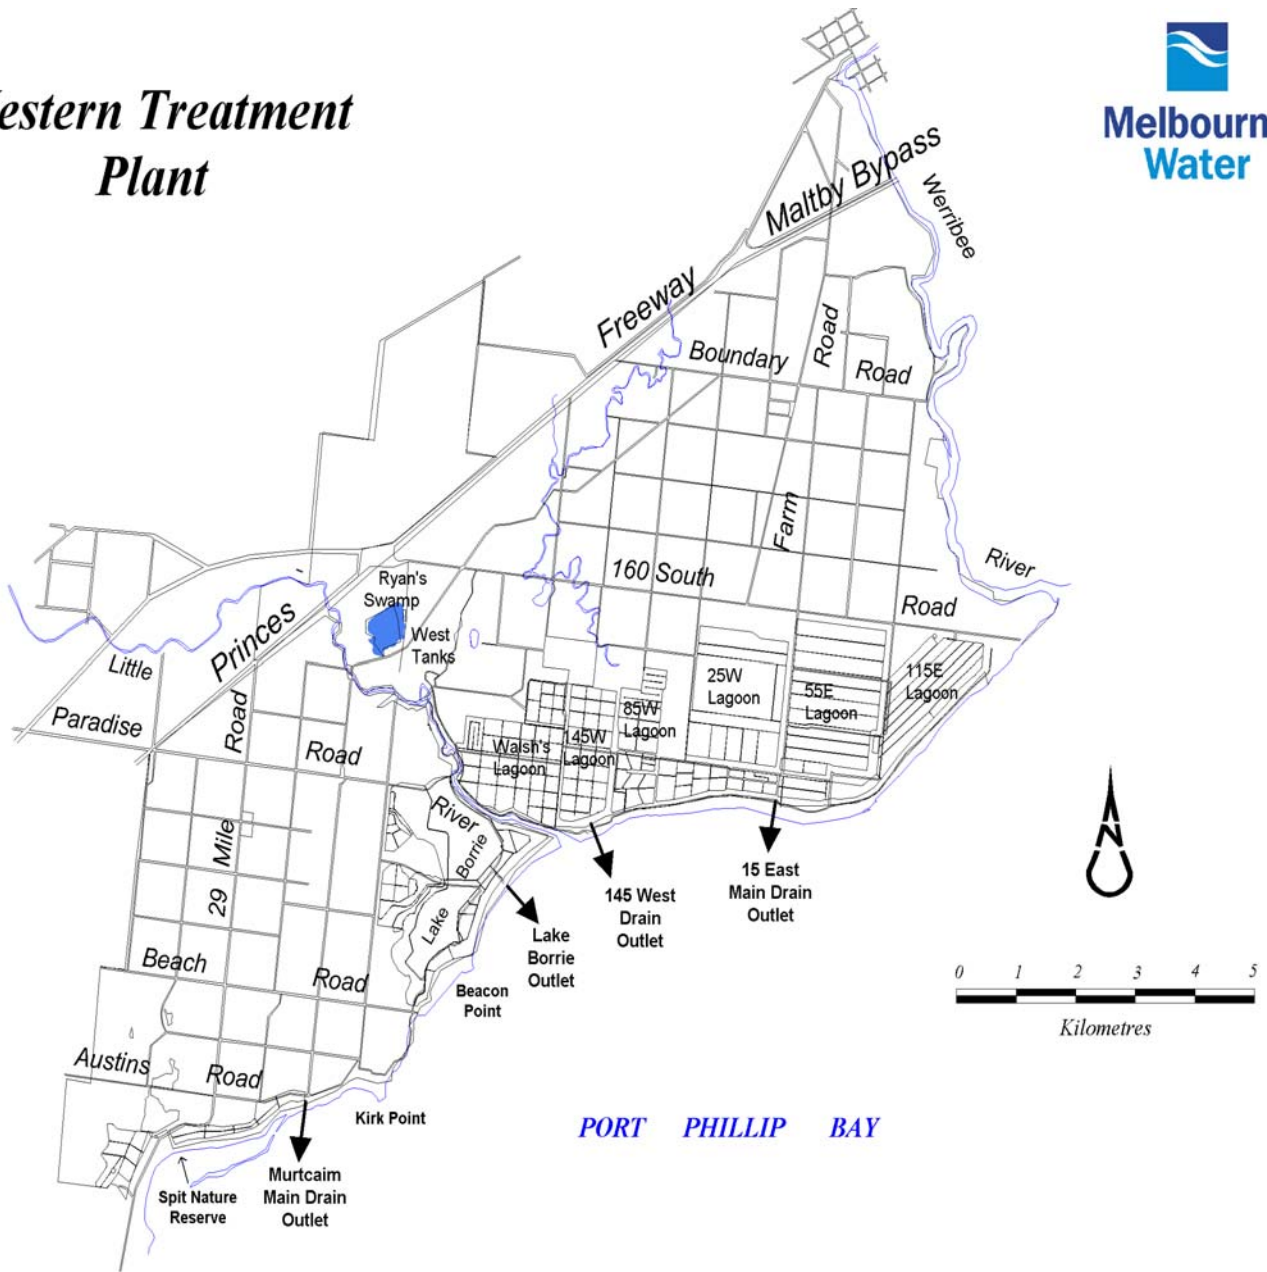 estern Treatment
Plant
Melbourn
Water
Maltby Bypass
Werribee
Freeway
Boundary
Road
Road
Farm
160 South
River
Road
Ryan's
Swamp
West
Tanks
Princes
Little
Paradise
Road
Road
25W
Lagoon
55E
Lagoon
115E
Lagoon
85W
Lagoon
145W
Lagoon
Walsh's
Lagoon
River
Borrie
Lake
Mile
29
15 East
Main Drain
Outlet
145 West
Drain
Outlet
Lake
Borrie
Outlet
Beacon
Point
Beach
Road
Austins
Road
Kirk Point
Murtcaim
Main Drain
Outlet
Spit Nature
Reserve
PORT PHILLIP BAY
N
0 1 2 3 4 5
Kilometres